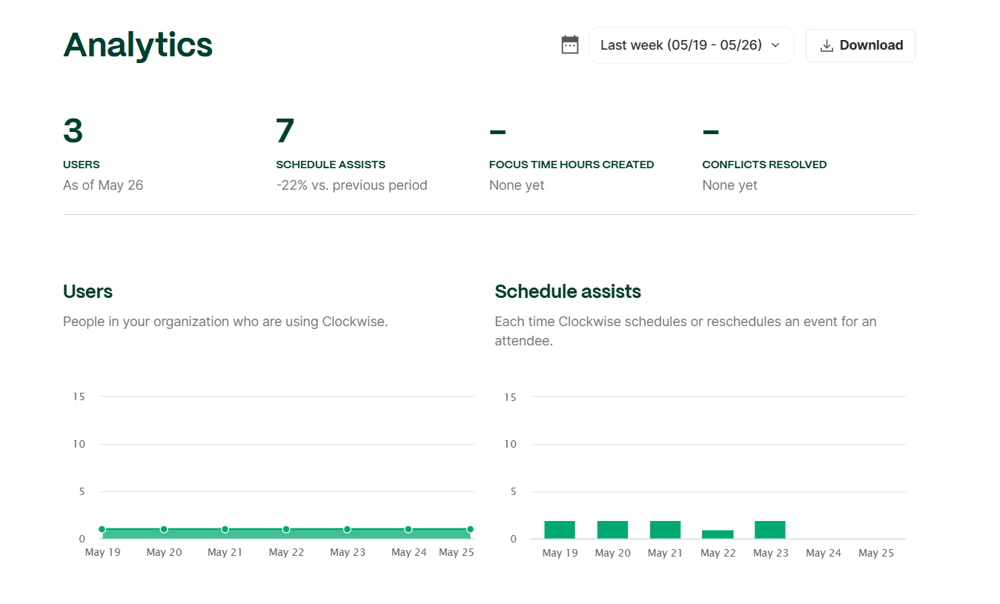 Analytics
Last week (05/19 - 05/26)
Download
3
7
–
–
USERS
SCHEDULE ASSISTS
FOCUS TIME HOURS CREATED
CONFLICTS RESOLVED
As of May 26
-22% vs. previous period
None yet
None yet
Users
People in your organization who are using Clockwise.
15
10
5
0
May 19 May 20 May 21 May 22 May 23 May 24 May 25
Schedule assists
Each time Clockwise schedules or reschedules an event for an
attendee.
15
10
5
0
May 19 May 20 May 21 May 22 May 23 May 24 May 25